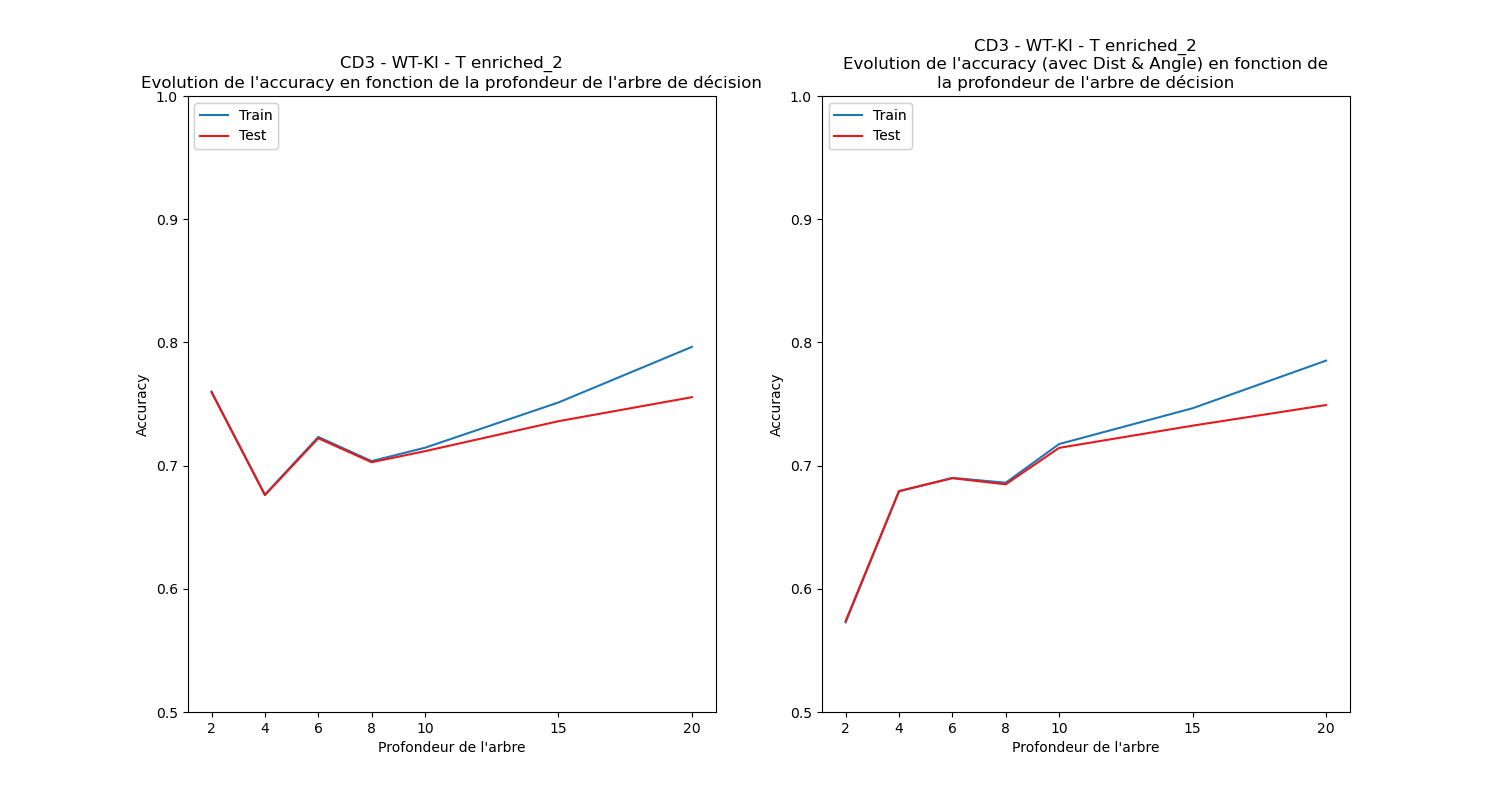 CD3 - WT-KI - T enriched_2
Evolution de l'accuracy en fonction de la profondeur de l'arbre de décision
1.0
0.9
0.8
0.7
0.6
0.5
Accuracy
Train
Test
2 4 6 8 10 15 20
Profondeur de l'arbre
CD3 - WT-KI - T enriched_2
Evolution de l'accuracy (avec Dist & Angle) en fonction de
la profondeur de l'arbre de décision
1.0
0.9
0.8
0.7
0.6
0.5
Accuracy
Train
Test
2 4 6 8 10 15 20
Profondeur de l'arbre